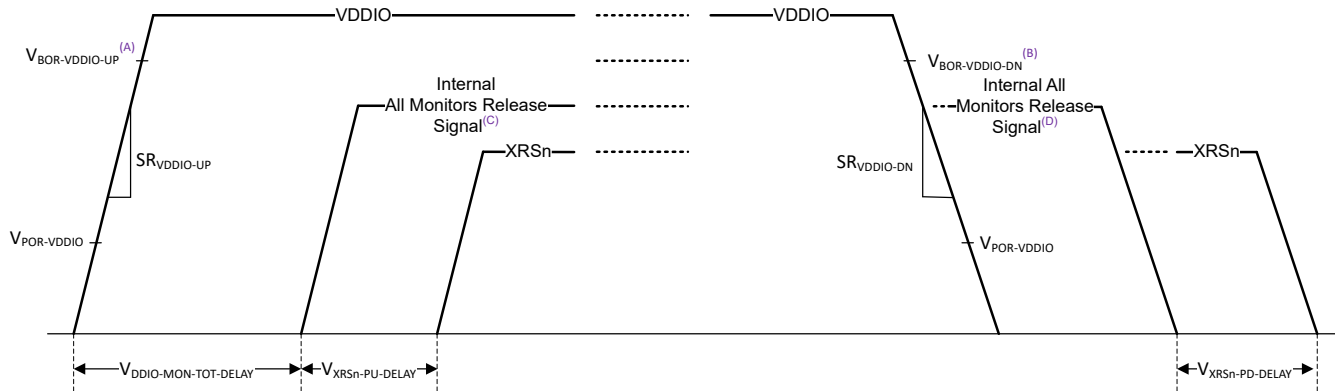 VDDIO
VDDIO
VBOR-VDDIO-UP(A)
VBOR-VDDIO-DN(B)
Internal
All Monitors Release
Signal(C)
Internal All
Monitors Release
Signal(D)
XRSn
XRSn
SRVDDIO-UP
SRVDDIO-DN
VPOR-VDDIO
VPOR-VDDIO
VDDIO-MON-TOT-DELAY
VXRSn-PU-DELAY
VXRSn-PD-DELAY